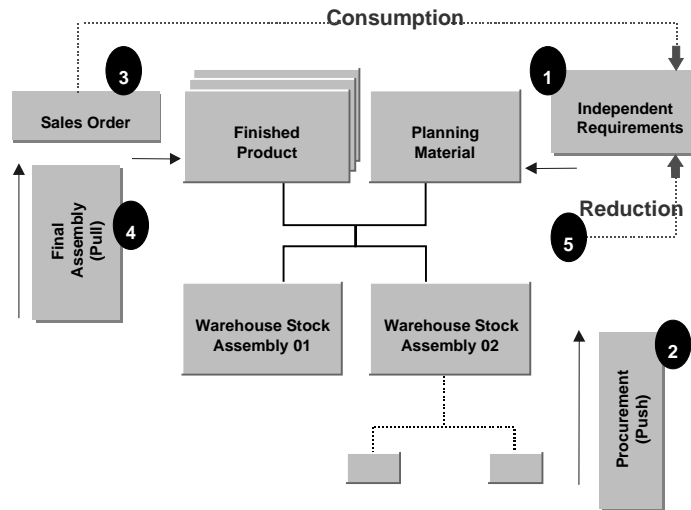 Consumption
3
1
Sales Order
Finished
Product
Planning
Material
Independent
Requirements
Final
Assembly
(Pull)
4
Reduction
5
Warehouse Stock
Assembly 01
Warehouse Stock
Assembly 02
2
Procurement
(Push)